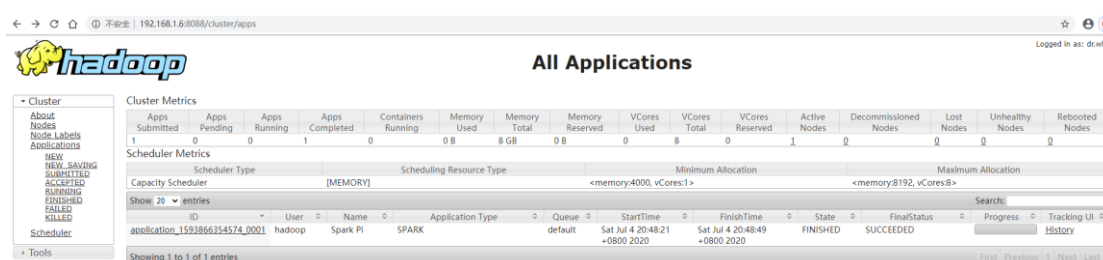 不安全 | 192.168.1.6:8088/cluster/apps
Logged in as: dr.w
hadoop
All Applications
Cluster
About
Nodes
Node Labels
Applications
NEW
NEW_SAVING
SUBMITTED
ACCEPTED
RUNNING
FINISHED
FAILED
KILLED
Scheduler
Tools
Cluster Metrics
Apps Submitted Apps Pending Apps Running Apps Completed Containers Running Memory Used Memory Total Memory Reserved VCores Used VCores Total VCores Reserved Active Nodes Decommissioned Nodes Lost Nodes Unhealthy Nodes Rebooted Nodes
1 0 0 1 0 0 B 8 GB 0 B 0 8 0 1 0 0 0 0
Scheduler Metrics
Scheduler Type Scheduling Resource Type Minimum Allocation Maximum Allocation
Capacity Scheduler [MEMORY] <memory:4000, vCores:1> <memory:8192, vCores:8>
Show 20 entries Search:
ID User Name Application Type Queue StartTime FinishTime State FinalStatus Progress Tracking UI
application_1593866354574_0001 hadoop Spark Pi SPARK default Sat Jul 4 20:48:21 +0800 2020 Sat Jul 4 20:48:49 +0800 2020 FINISHED SUCCEEDED History
Showing 1 to 1 of 1 entries First Previous 1 Next Last